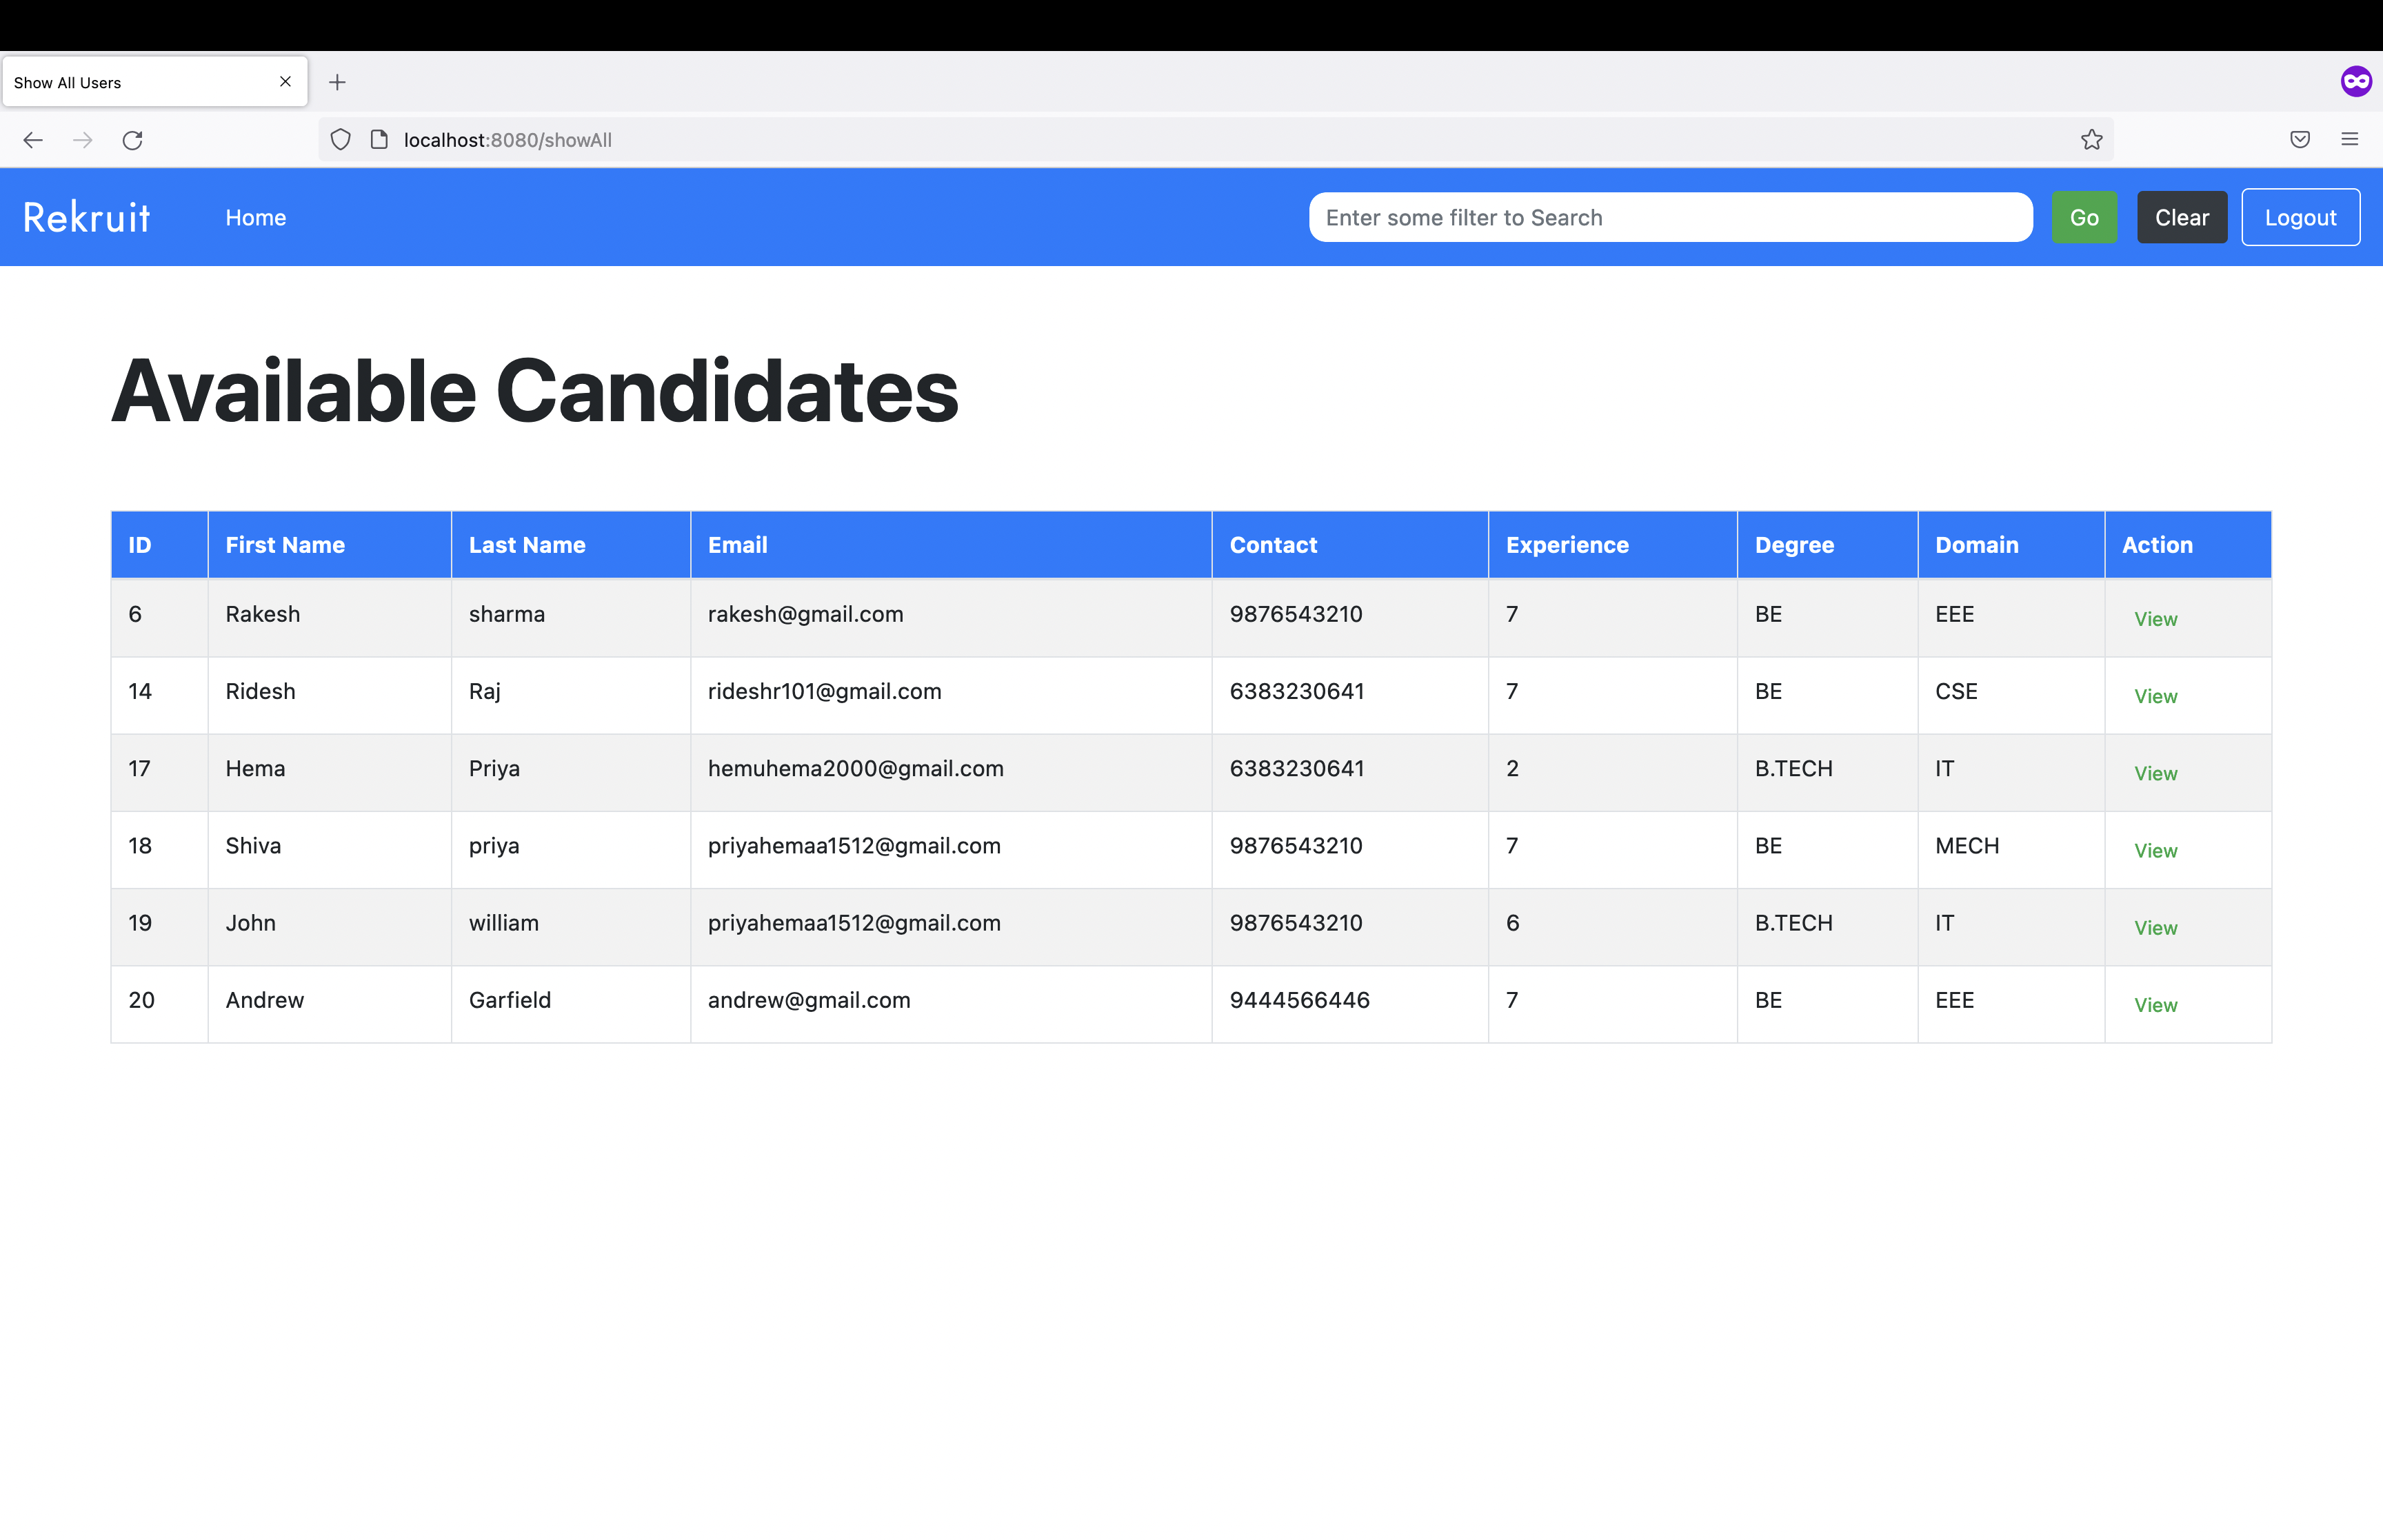 Show All Users
localhost:8080/showAll
Rekruit Home Enter some filter to Search Go Clear Logout
Available Candidates
ID First Name Last Name Email Contact Experience Degree Domain Action
6 Rakesh sharma rakesh@gmail.com 9876543210 7 BE EEE View
14 Ridesh Raj rideshr101@gmail.com 6383230641 7 BE CSE View
17 Hema Priya hemuhema2000@gmail.com 6383230641 2 B.TECH IT View
18 Shiva priya priyahemaa1512@gmail.com 9876543210 7 BE MECH View
19 John william priyahemaa1512@gmail.com 9876543210 6 B.TECH IT View
20 Andrew Garfield andrew@gmail.com 9444566446 7 BE EEE View